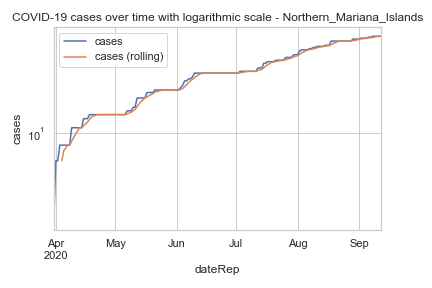 COVID-19 cases over time with logarithmic scale - Northern_Mariana_Islands
cases
cases (rolling)
cases
10^1
Apr May Jun Jul Aug Sep
2020
dateRep